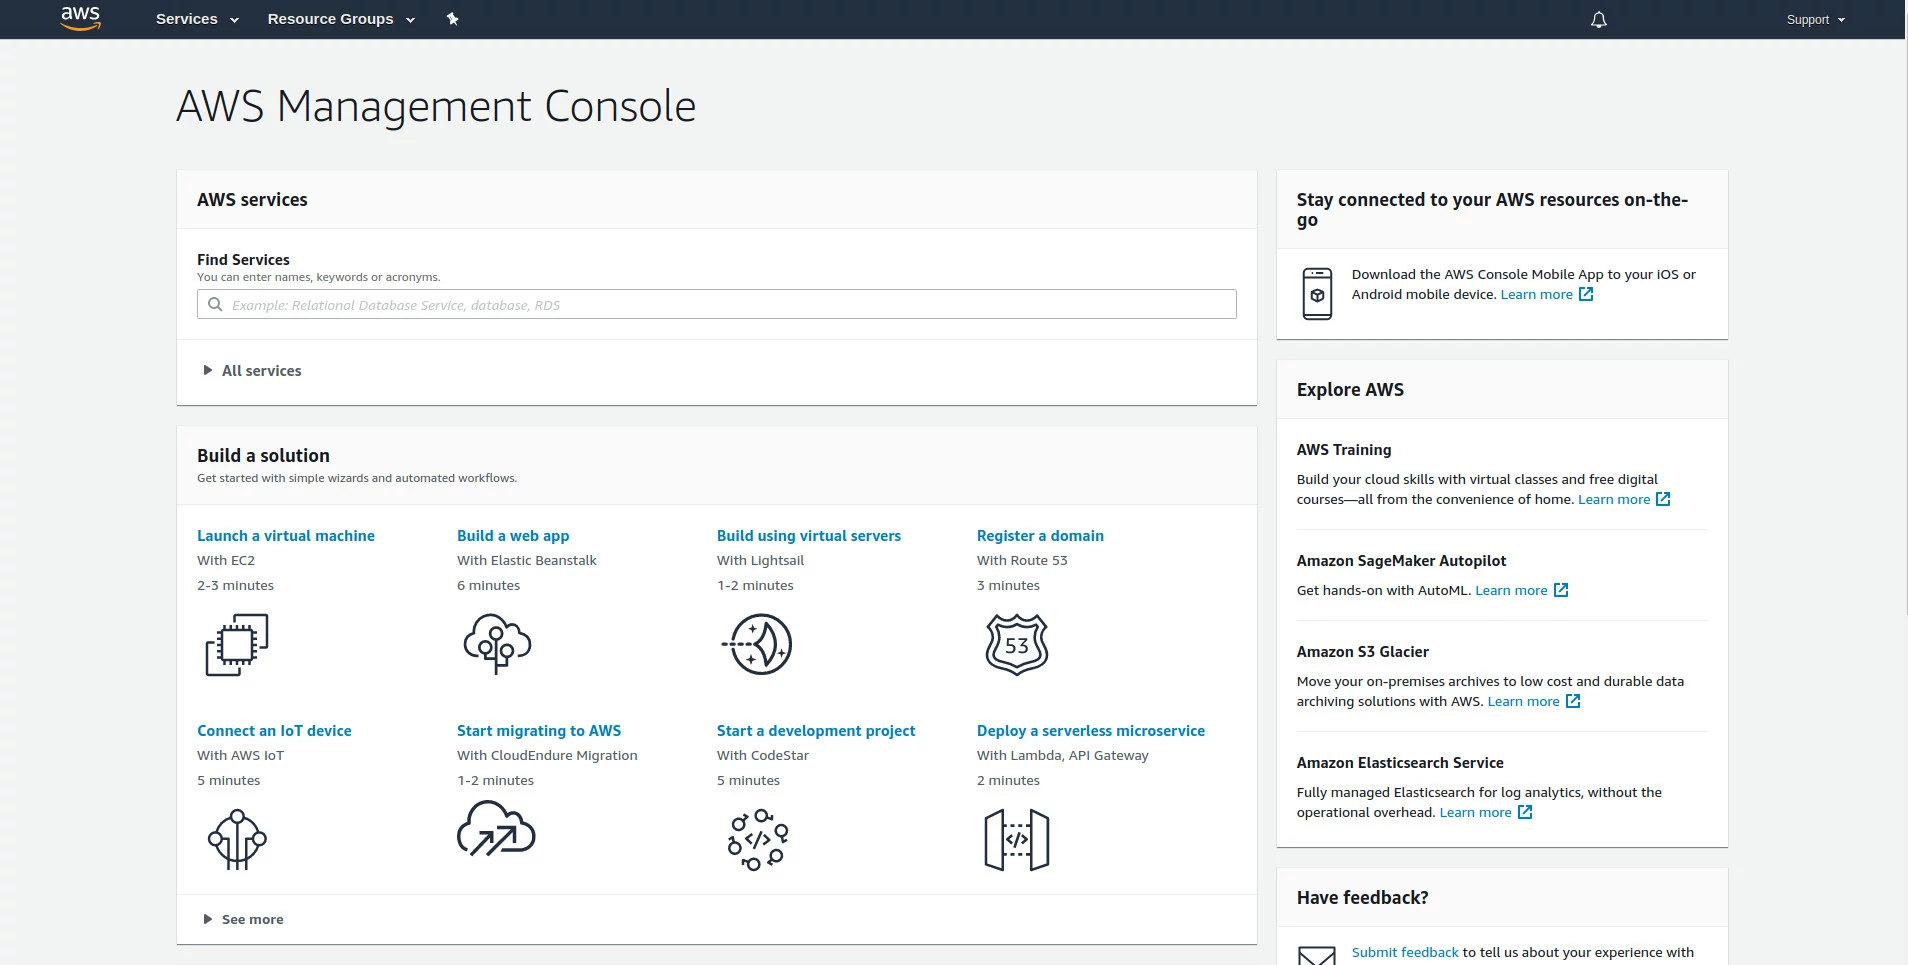 aws
Services
Resource Groups
Support
AWS Management Console
AWS services
Find Services
You can enter names, keywords or acronyms.
Example: Relational Database Service, database, RDS
All services
Build a solution
Get started with simple wizards and automated workflows.
Launch a virtual machine
With EC2
2-3 minutes
Build a web app
With Elastic Beanstalk
6 minutes
Build using virtual servers
With Lightsail
1-2 minutes
Register a domain
With Route 53
3 minutes
53
Connect an IoT device
With AWS IoT
5 minutes
Start migrating to AWS
With CloudEndure Migration
1-2 minutes
Start a development project
With CodeStar
5 minutes
</>
Deploy a serverless microservice
With Lambda, API Gateway
2 minutes
</>
See more
Stay connected to your AWS resources on-the-
go
Download the AWS Console Mobile App to your iOS or
Android mobile device. Learn more
Explore AWS
AWS Training
Build your cloud skills with virtual classes and free digital
courses—all from the convenience of home. Learn more
Amazon SageMaker Autopilot
Get hands-on with AutoML. Learn more
Amazon S3 Glacier
Move your on-premises archives to low cost and durable data
archiving solutions with AWS. Learn more
Amazon Elasticsearch Service
Fully managed Elasticsearch for log analytics, without the
operational overhead. Learn more
Have feedback?
Submit feedback to tell us about your experience with